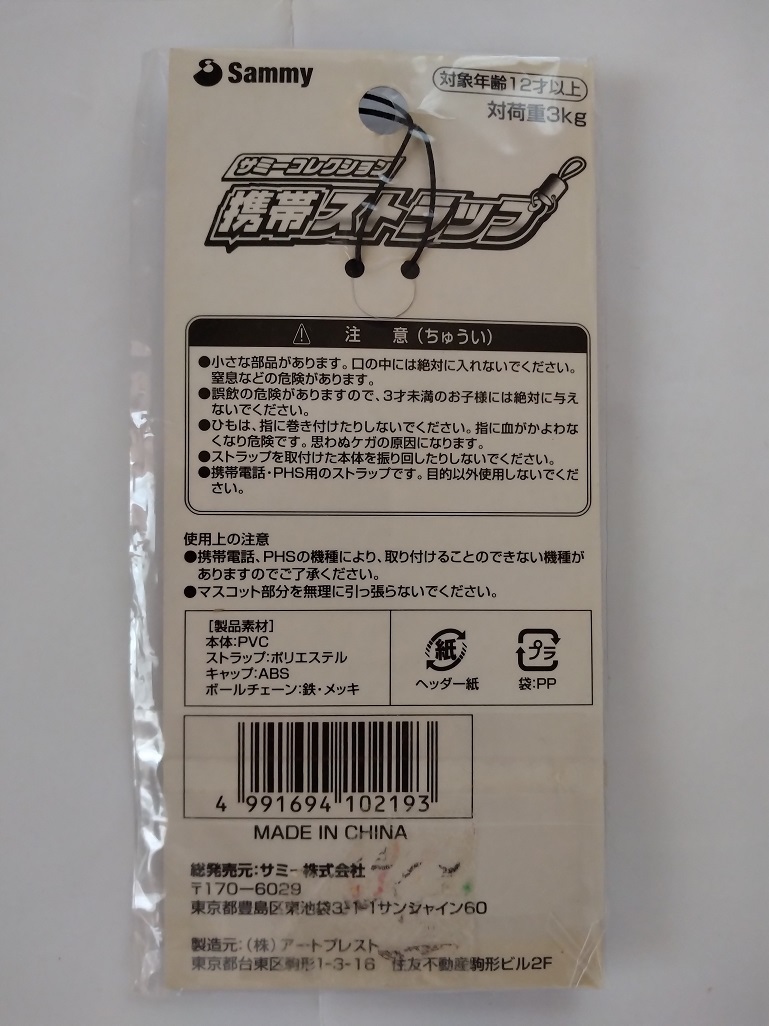 Sammy
対象年齢12才以上
対荷重3kg
サミーコレクション
携帯ストラップ
注 意(ちゅうい)
●小さな部品があります。口の中には絶対に入れないでください。
窒息などの危険があります。
●誤飲の危険がありますので、3才未満のお子様には絶対に与え
ないでください。
●ひもは、指に巻き付けたりしないでください。指に血がかよわな
くなり危険です。思わぬケガの原因になります。
●ストラップを取付けた本体を振り回したりしないでください。
●携帯電話・PHS用のストラップです。目的以外使用しないでくだ
さい。
使用上の注意
●携帯電話、PHSの機種により、取り付けることのできない機種が
ありますのでご了承ください。
●マスコット部分を無理に引っ張らないでください。
[製品素材]
本体:PVC
ストラップ:ポリエステル
キャップ:ABS
ボールチェーン:鉄・メッキ
紙
ヘッダー紙
プラ
袋:PP
4 991694 102193
MADE IN CHINA
総発売元:サミー株式会社
〒170-6029
東京都豊島区東池袋3-1-1サンシャイン60
製造元:(株)アートプレスト
東京都台東区駒形1-3-16 住友不動産駒形ビル2F